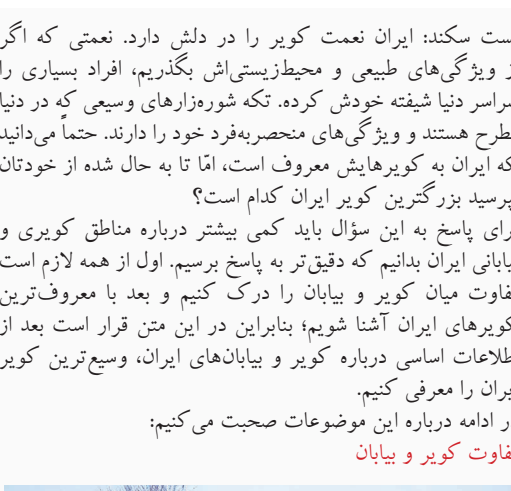 ست سکند: ایران نعمت کویر را در دلش دارد. نعمتی که اگر
ز ویژگی‌های طبیعی و محیط‌زیستی‌اش بگذریم، افراد بسیاری را
سراسر دنیا شیفته خودش کرده. تکه شوره‌زارهای وسیعی که در دنیا
طرح هستند و ویژگی‌های منحصربه‌فرد خود را دارند. حتماً می‌دانید
که ایران به کویرهایش معروف است، امّا تا به حال شده از خودتان
پرسید بزرگترین کویر ایران کدام است؟
رای پاسخ به این سؤال باید کمی بیشتر درباره مناطق کویری و
یابانی ایران بدانیم که دقیق‌تر به پاسخ برسیم. اول از همه لازم است
فاوت میان کویر و بیابان را درک کنیم و بعد با معروف‌ترین
کویرهای ایران آشنا شویم؛ بنابراین در این متن قرار است بعد از
طلاعات اساسی درباره کویر و بیابان‌های ایران، وسیع‌ترین کویر
یران را معرفی کنیم.
ر ادامه درباره این موضوعات صحبت می‌کنیم:
فاوت کویر و بیابان